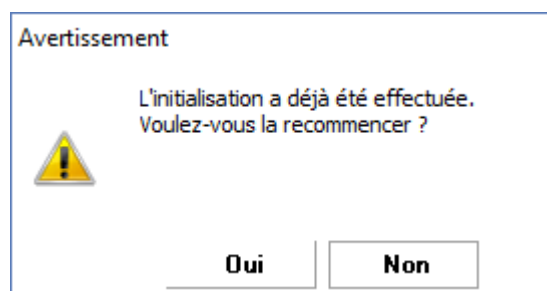 Avertissement
L'initialisation a déjà été effectuée.
Voulez-vous la recommencer ?
Oui Non